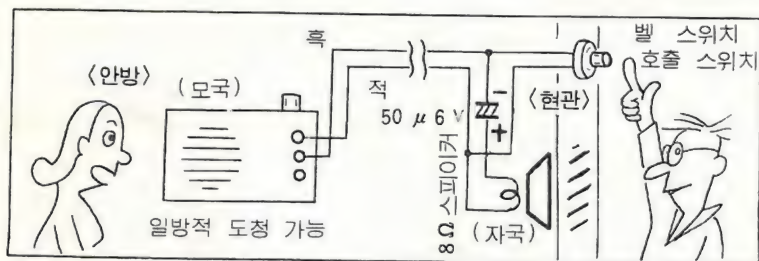 흑
벨 스위치
호출 스위치
〈안방〉
(모국)
적
50 μ 6 V
−
+
〈현관〉
8Ω 스피이커
(자국)
일방적 도청 가능